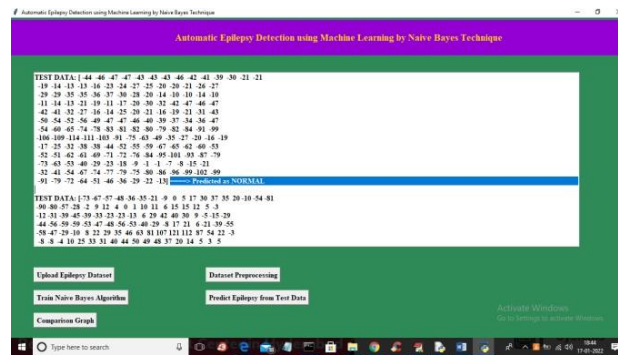 Automatic Epilepsy Detection using Machine Learning by Naive Bayes Technique
Automatic Epilepsy Detection using Machine Learning by Naive Bayes Technique
TEST DATA: [ -44 -46 -47 -47 -43 -43 -43 -46 -42 -41 -39 -30 -21 -21
-19 -14 -13 -13 -16 -23 -24 -27 -25 -20 -20 -21 -26 -27
-29 -29 -35 -35 -36 -37 -30 -28 -20 -14 -10 -10 -14 -10
-11 -14 -13 -21 -19 -11 -17 -20 -30 -32 -42 -47 -46 -47
-42 -41 -32 -27 -16 -14 -25 -20 -21 -16 -19 -21 -31 -43
-50 -54 -52 -56 -49 -47 -47 -46 -40 -39 -37 -34 -36 -47
-54 -60 -65 -74 -78 -83 -81 -82 -80 -79 -82 -84 -91 -99
-106 -109 -114 -111 -103 -91 -75 -63 -49 -35 -27 -20 -16 -19
-17 -25 -32 -38 -38 -44 -52 -55 -59 -67 -65 -62 -60 -53
-52 -51 -62 -61 -69 -71 -72 -76 -84 -95 -101 -93 -87 -79
-73 -63 -53 -40 -29 -23 -18 -9 -1 -1 -7 -8 -15 -21
-32 -41 -54 -67 -74 -77 -79 -75 -80 -86 -96 -99 -102 -99
-91 -79 -72 -64 -51 -46 -36 -29 -22 -13] ====> Predicted as NORMAL
TEST DATA: [-73 -67 -57 -48 -36 -35 -21 -9 0 5 17 30 37 35 20 -10 -54 -81
-90 -80 -57 -28 -2 9 12 4 0 1 10 11 6 15 15 12 5 -3
-12 -31 -39 -45 -39 -33 -23 -23 -13 6 29 42 40 30 9 -5 -15 -29
-44 -56 -59 -59 -53 -47 -48 -56 -53 -40 -29 -8 17 21 6 -21 -39 -55
-58 -47 -29 -10 8 22 29 35 46 63 81 107 121 112 87 54 22 -3
-8 -8 -4 10 25 33 31 40 44 50 49 48 37 20 14 5 3 5
Upload Epilepsy Dataset
Dataset Preprocessing
Train Naive Bayes Algorithm
Predict Epilepsy from Test Data
Comparison Graph
Activate Windows
Go to Settings to activate Windows.
Type here to search
18:44
17-01-2022